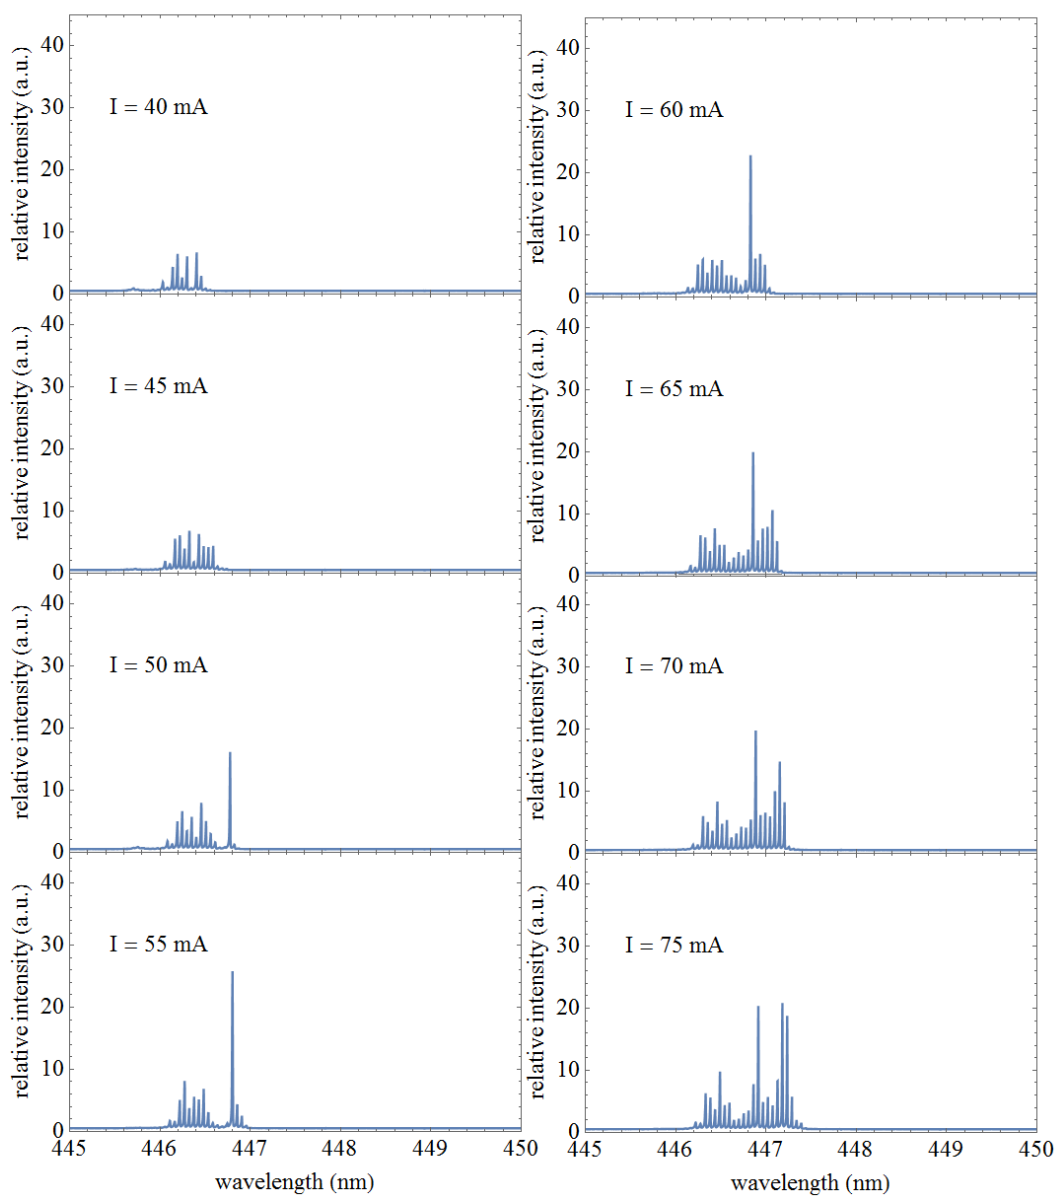 relative intensity (a.u.)
40
30
20
10
0
I = 40 mA
relative intensity (a.u.)
40
30
20
10
0
I = 45 mA
relative intensity (a.u.)
40
30
20
10
0
I = 50 mA
relative intensity (a.u.)
40
30
20
10
0
I = 55 mA
445 446 447 448 449 450
wavelength (nm)
relative intensity (a.u.)
40
30
20
10
0
I = 60 mA
relative intensity (a.u.)
40
30
20
10
0
I = 65 mA
relative intensity (a.u.)
40
30
20
10
0
I = 70 mA
relative intensity (a.u.)
40
30
20
10
0
I = 75 mA
445 446 447 448 449 450
wavelength (nm)